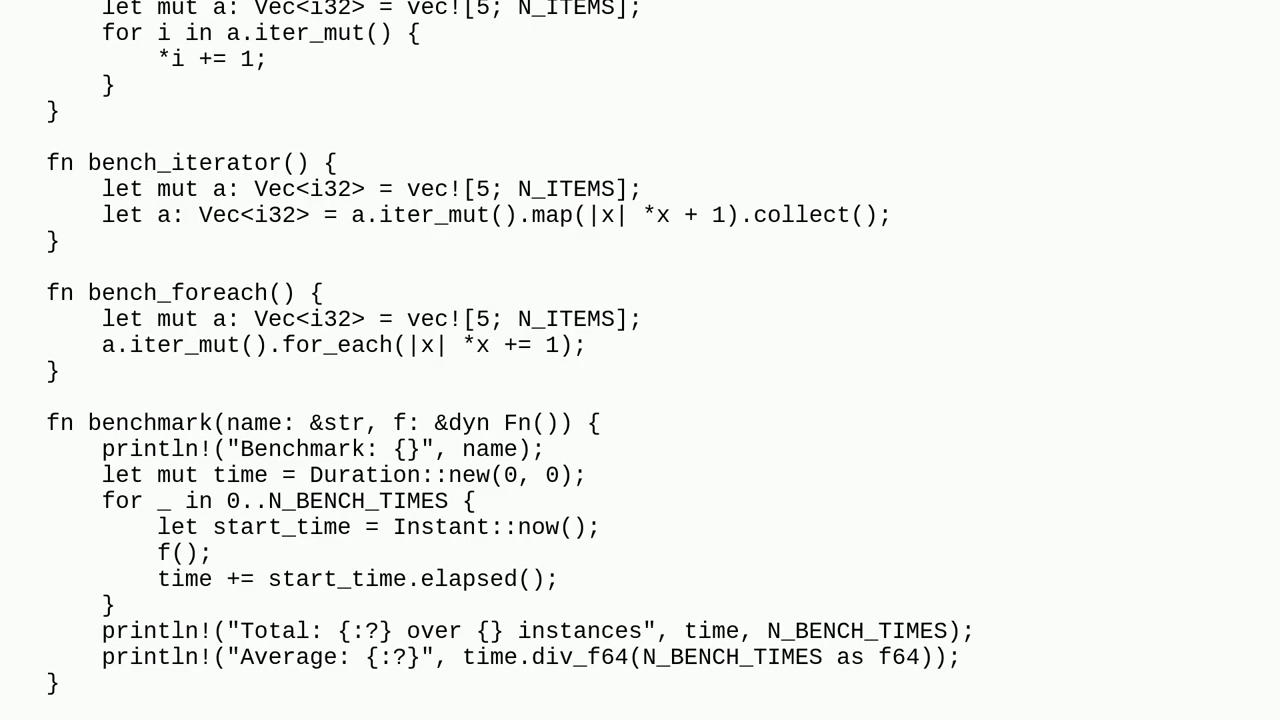 let mut a: Vec<i32> = vec![5; N_ITEMS];
    for i in a.iter_mut() {
        *i += 1;
    }
}

fn bench_iterator() {
    let mut a: Vec<i32> = vec![5; N_ITEMS];
    let a: Vec<i32> = a.iter_mut().map(|x| *x + 1).collect();
}

fn bench_foreach() {
    let mut a: Vec<i32> = vec![5; N_ITEMS];
    a.iter_mut().for_each(|x| *x += 1);
}

fn benchmark(name: &str, f: &dyn Fn()) {
    println!("Benchmark: {}", name);
    let mut time = Duration::new(0, 0);
    for _ in 0..N_BENCH_TIMES {
        let start_time = Instant::now();
        f();
        time += start_time.elapsed();
    }
    println!("Total: {:?} over {} instances", time, N_BENCH_TIMES);
    println!("Average: {:?}", time.div_f64(N_BENCH_TIMES as f64));
}